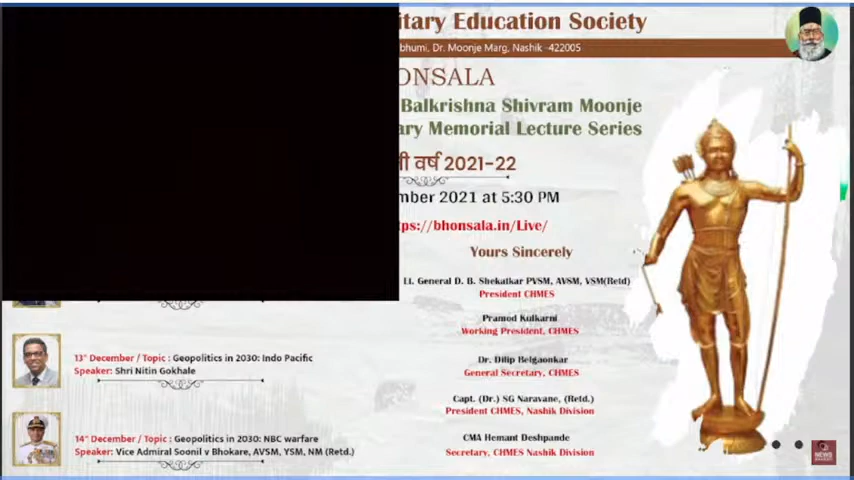 itary Education Society
bhumi, Dr. Moonje Marg, Nashik -422005
ONSALA
Balkrishna Shivram Moonje
ary Memorial Lecture Series
वर्ष 2021-22
mber 2021 at 5:30 PM
tps://bhonsala.in/Live/
Yours Sincerely
Lt. General D. B. Shekatkar PVSM, AVSM, VSM(Retd)
President CHMES
Pramod Kulkarni
Working President, CHMES
13th December / Topic : Geopolitics in 2030: Indo Pacific
Speaker: Shri Nitin Gokhale
Dr. Dilip Belgaonkar
General Secretary, CHMES
Capt. (Dr.) SG Naravane, (Retd.)
President CHMES, Nashik Division
14th December / Topic : Geopolitics in 2030: NBC warfare
Speaker: Vice Admiral Soonil v Bhokare, AVSM, YSM, NM (Retd.)
CMA Hemant Deshpande
Secretary, CHMES Nashik Division
NEWS